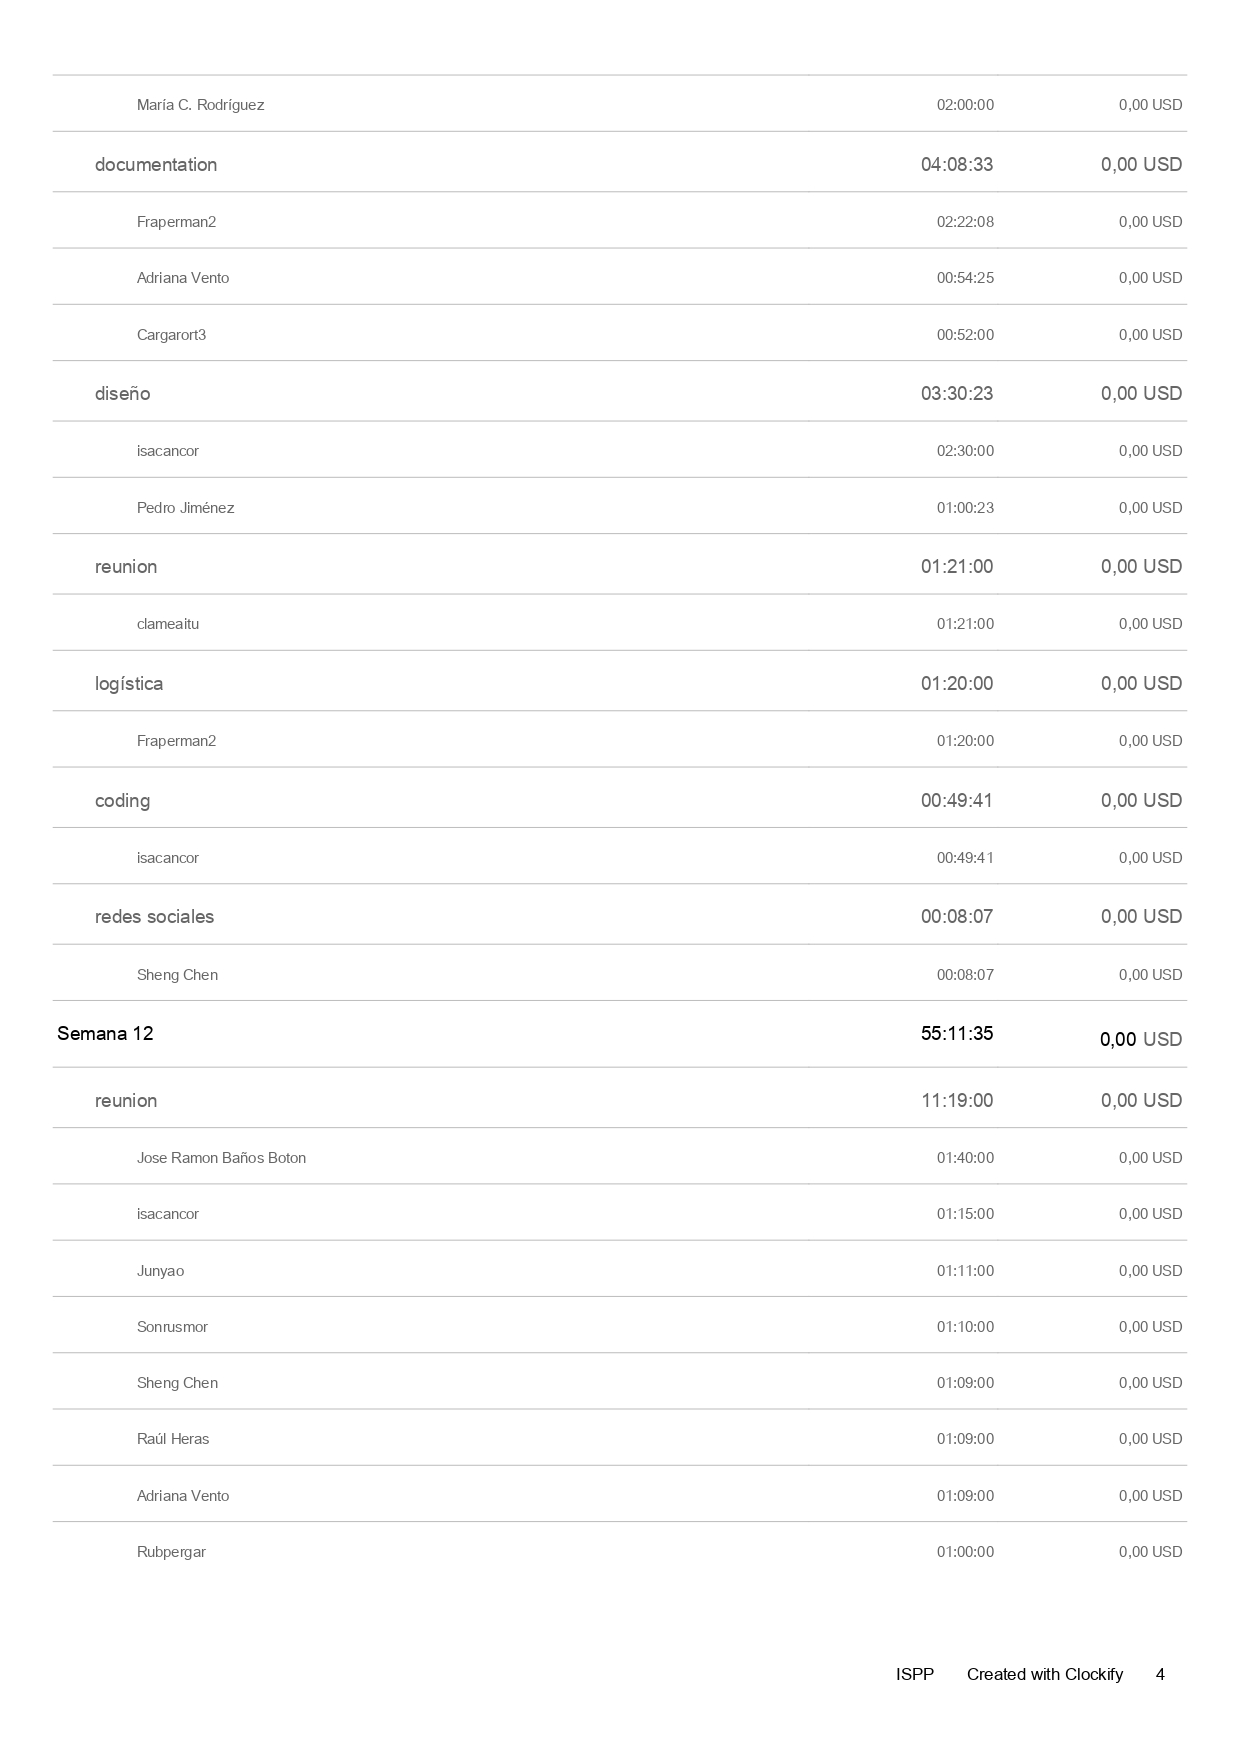 María C. Rodríguez 02:00:00 0,00 USD
documentation 04:08:33 0,00 USD
Fraperman2 02:22:08 0,00 USD
Adriana Vento 00:54:25 0,00 USD
Cargarort3 00:52:00 0,00 USD
diseño 03:30:23 0,00 USD
isacancor 02:30:00 0,00 USD
Pedro Jiménez 01:00:23 0,00 USD
reunion 01:21:00 0,00 USD
clameaitu 01:21:00 0,00 USD
logística 01:20:00 0,00 USD
Fraperman2 01:20:00 0,00 USD
coding 00:49:41 0,00 USD
isacancor 00:49:41 0,00 USD
redes sociales 00:08:07 0,00 USD
Sheng Chen 00:08:07 0,00 USD
Semana 12 55:11:35 0,00 USD
reunion 11:19:00 0,00 USD
Jose Ramon Baños Boton 01:40:00 0,00 USD
isacancor 01:15:00 0,00 USD
Junyao 01:11:00 0,00 USD
Sonrusmor 01:10:00 0,00 USD
Sheng Chen 01:09:00 0,00 USD
Raúl Heras 01:09:00 0,00 USD
Adriana Vento 01:09:00 0,00 USD
Rubpergar 01:00:00 0,00 USD
ISPP Created with Clockify 4